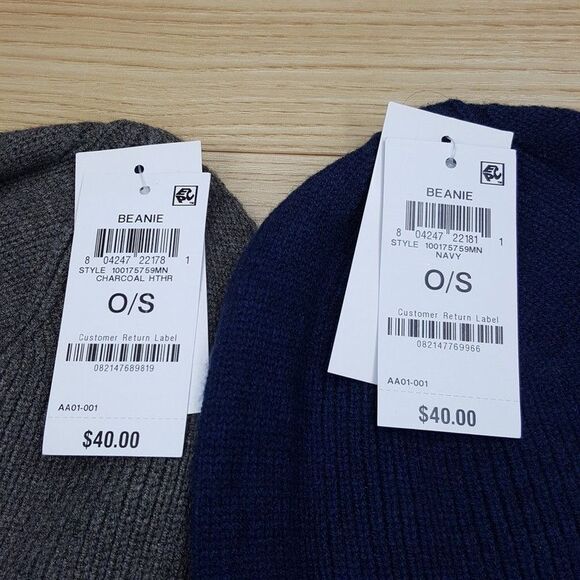 BEANIE
8 04247 22178 1
STYLE 100175759MN
CHARCOAL HTHR
O/S
Customer Return Label
082147689819
AA01-001
$40.00
BEANIE
8 04247 22181 1
STYLE 100175759MN
NAVY
O/S
Customer Return Label
082147769966
AA01-001
$40.00